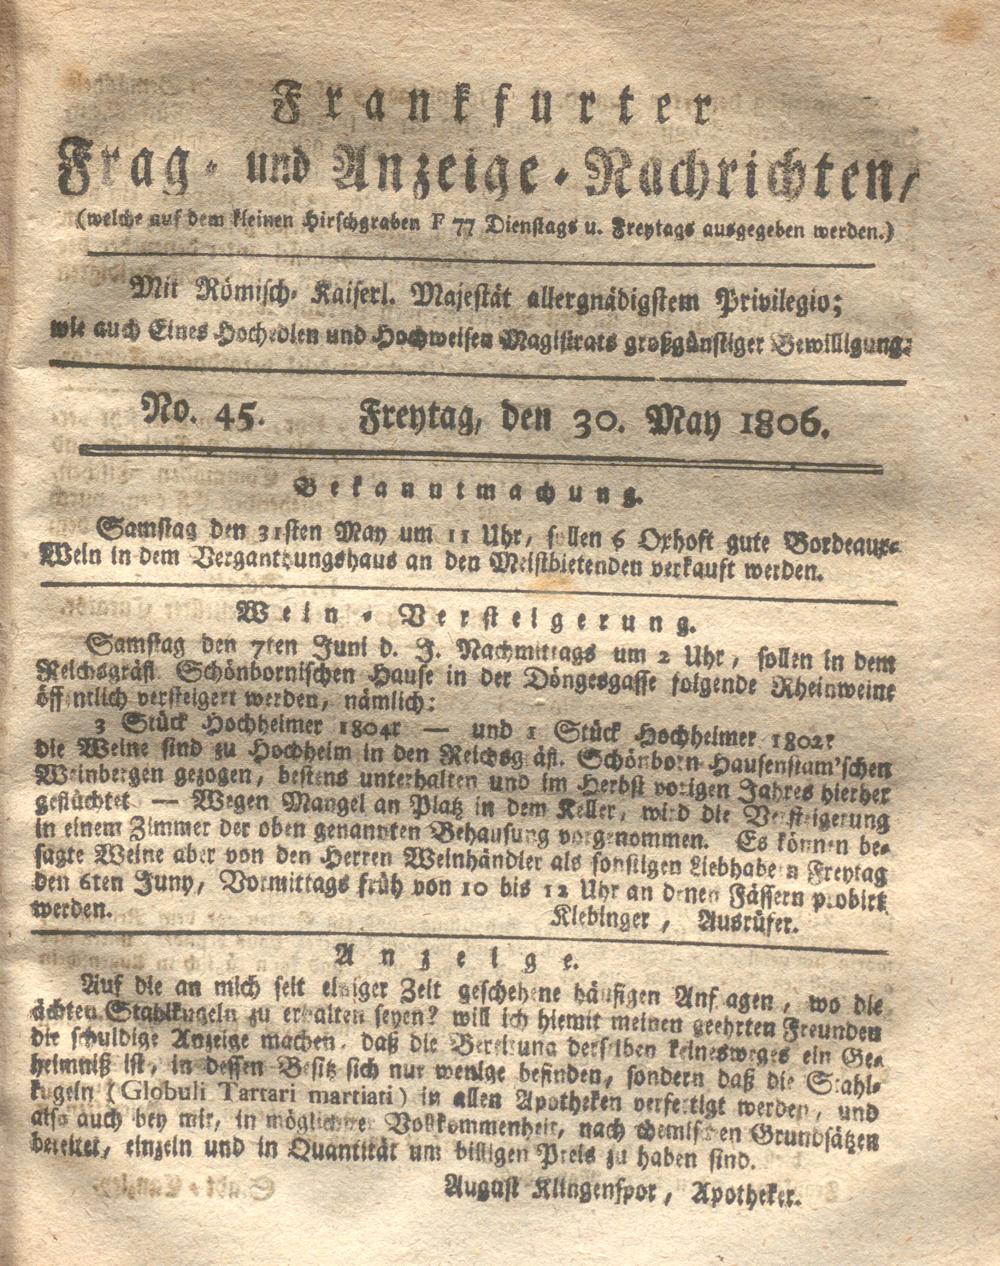 Frankfurter
Frag- und Anzeige-Nachrichten,
(welche auf dem kleinen Hirschgraben F 77 Dienstags u. Freytags ausgegeben werden.)
Mit Römisch-Kaiserl. Majestät allergnädigstem Privilegio;
wie auch Eines Hochedlen und Hochweisen Magistrats großgünstiger Bewilligung.
No. 45. Freytag, den 30. May 1806.
Bekanntmachung.
Samstag den 31sten May um 11 Uhr, sollen 6 Oxhoft gute Bordeaux-
Wein in dem Vergantzungshaus an den Meistbietenden verkauft werden.
Wein-Versteigerung.
Samstag den 7ten Juni d. J. Nachmittags um 2 Uhr, sollen in dem
Reichsgräfl Schönbornischen Hause in der Döngesgasse folgende Rheinweine
öffentlich versteigert werden, nämlich:
3 Stück Hochheimer 1804r — und 1 Stück Hochheimer 1802r
die Weine sind zu Hochheim in den Reichsgräfl. Schönborn-Hausenstam'schen
Weinbergen gezogen, bestens unterhalten und im Herbst vorigen Jahres hierher
geflüchtet — Wegen Mangel an Platz in dem Keller, wird die Versteigerung
in einem Zimmer der oben genannten Behausung vorgenommen. Es können be-
sagte Weine aber von den Herren Weinhändler als sonstigen Liebhabern Freytag
den 6ten Juny, Vormittags früh von 10 bis 12 Uhr an denen Fässern probirt
werden. Klebinger, Ausrüfer.
Anzeige.
Auf die an mich seit einiger Zeit geschehene häufigen Anfragen, wo die
ächten Stahlkugeln zu erhalten seyen? will ich hiemit meinen geehrten Freunden
die schuldige Anzeige machen, daß die Bereitung derselben keinesweges ein Ge-
heimniß ist, in dessen Besitz sich nur wenige befinden, sondern daß die Stahl-
kugeln (Globuli Tartari martiati) in allen Apotheken verfertigt werden, und
also auch bey mir, in möglichster Vollkommenheit, nach chemischen Grundsätzen
bereitet, einzeln und in Quantität um billigen Preis zu haben sind.
August Klingenspor, Apotheker.